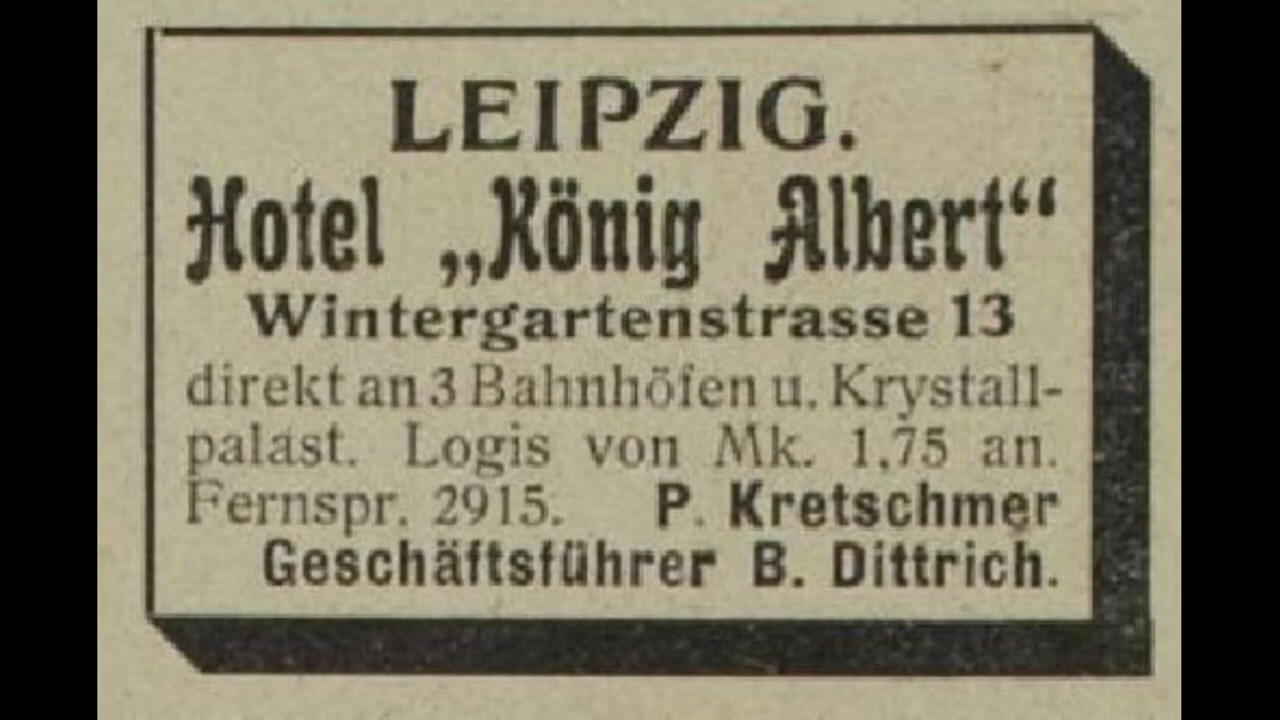 LEIPZIG.
Hotel „König Albert“
Wintergartenstrasse 13
direkt an 3 Bahnhöfen u. Krystall-
palast. Logis von Mk. 1,75 an.
Fernspr. 2915. P. Kretschmer
Geschäftsführer B. Dittrich.